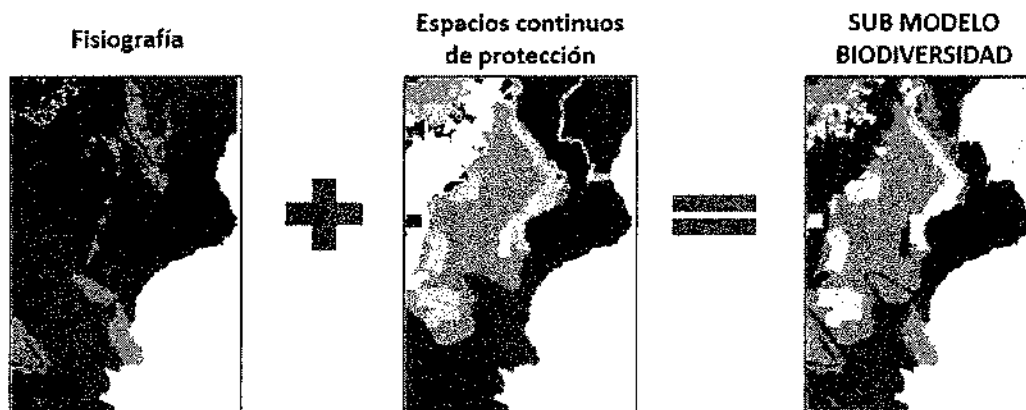 Fisiografía
Espacios continuos
de protección
SUB MODELO
BIODIVERSIDAD